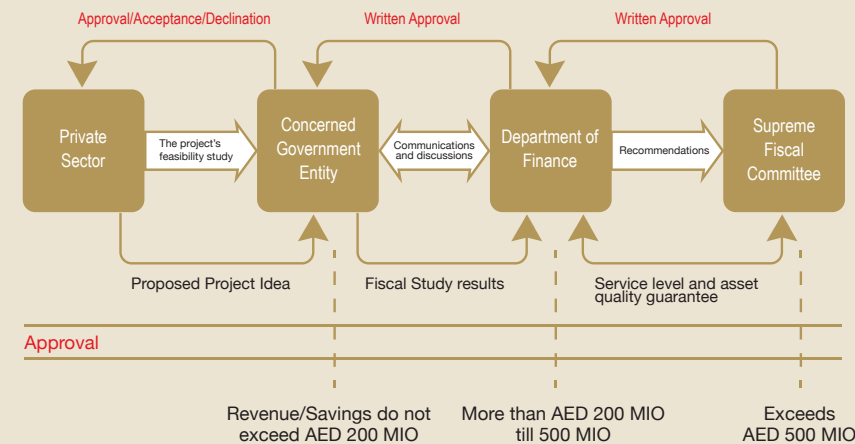 Approval/Acceptance/Declination
Written Approval
Written Approval
Private
Sector
The project's
feasibility study
Concerned
Government
Entity
Communications
and discussions
Department of
Finance
Recommendations
Supreme
Fiscal
Committee
Proposed Project Idea
Fiscal Study results
Service level and asset
quality guarantee
Approval
Revenue/Savings do not
exceed AED 200 MIO
More than AED 200 MIO
till 500 MIO
Exceeds
AED 500 MIO